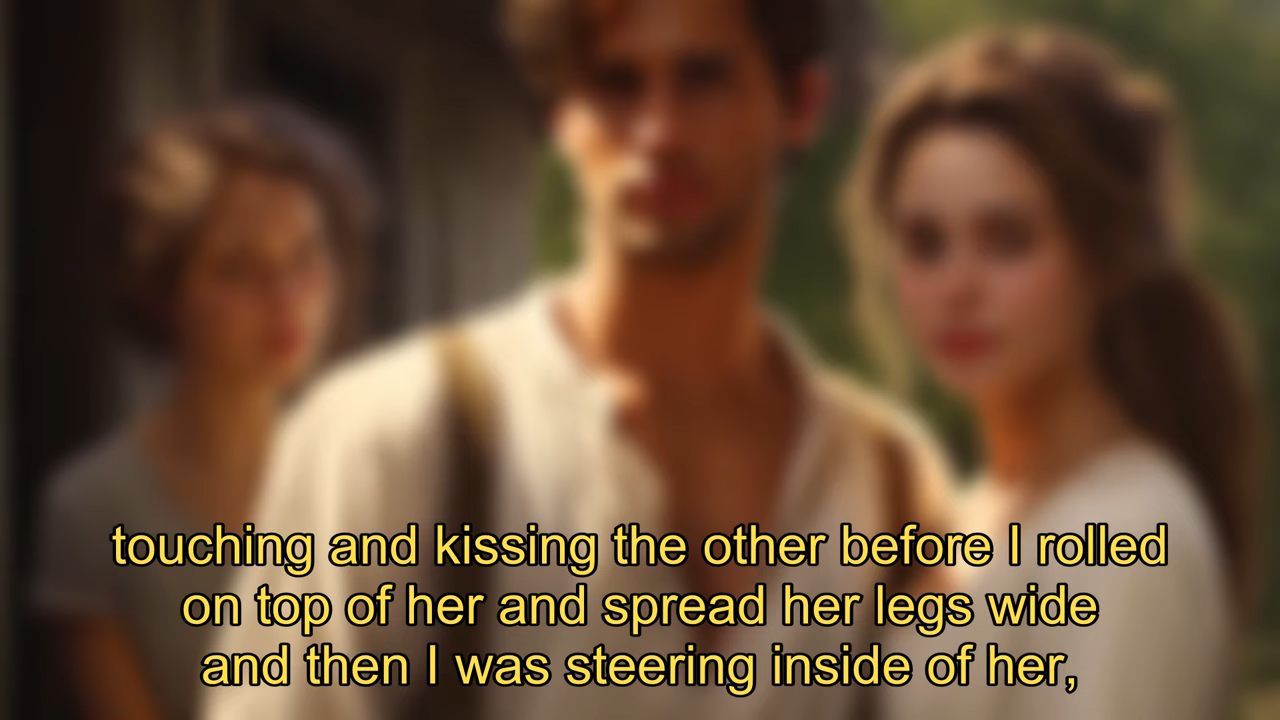 touching and kissing the other before I rolled
on top of her and spread her legs wide
and then I was steering inside of her,